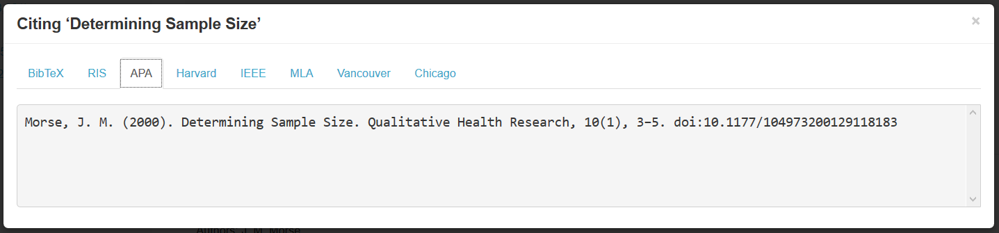 Citing ‘Determining Sample Size’
×
BibTeX RIS APA Harvard IEEE MLA Vancouver Chicago
Morse, J. M. (2000). Determining Sample Size. Qualitative Health Research, 10(1), 3–5. doi:10.1177/104973200129118183
Authors J. M. Morse